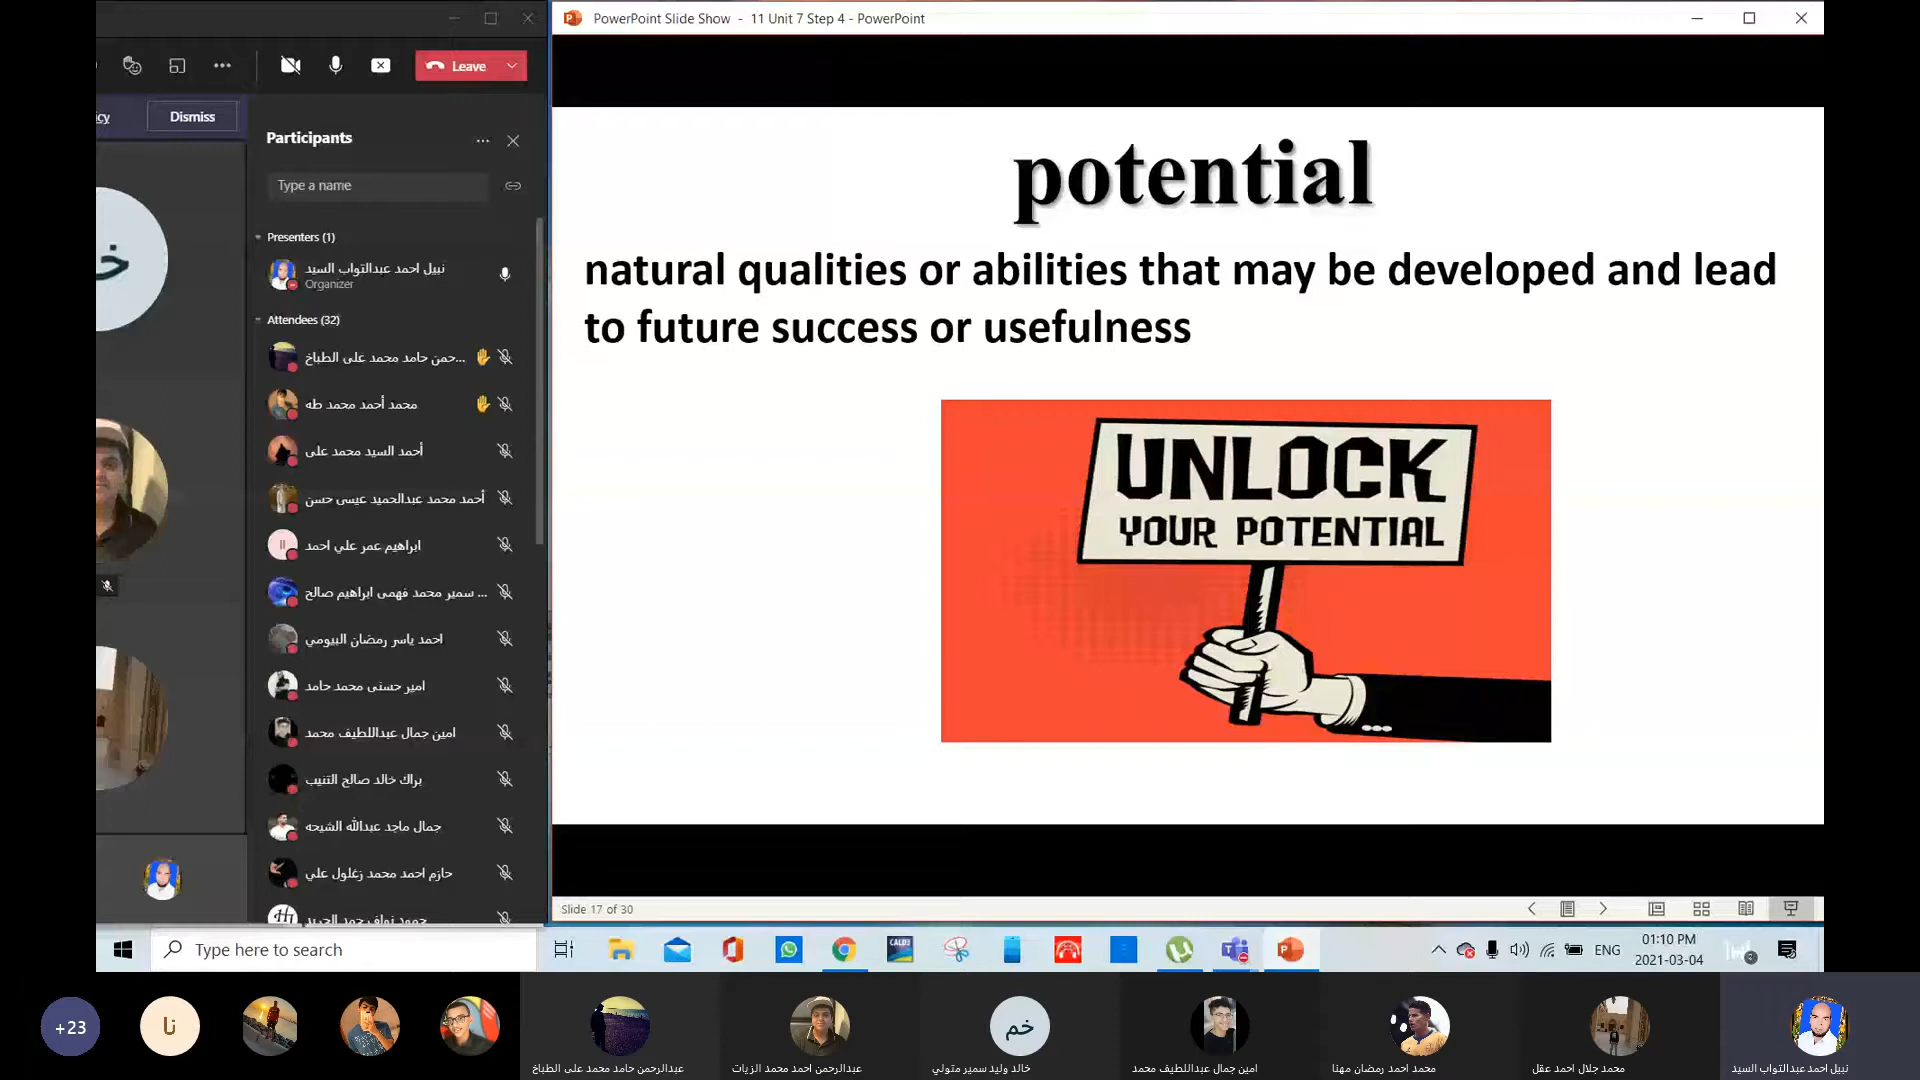 PowerPoint Slide Show - 11 Unit 7 Step 4 - PowerPoint
Leave
cy
Dismiss
Participants
Type a name
Presenters (1)
نبيل احمد عبدالتواب السيد
Organizer
Attendees (32)
حمن حامد محمد على الطباخ...
محمد أحمد محمد طه
أحمد السيد محمد على
أحمد محمد عبدالحميد عيسى حسن
ابراهيم عمر علي احمد
سمير محمد فهمى ابراهيم صالح ...
احمد ياسر رمضان البيومي
امير حسنى محمد حامد
امين جمال عبداللطيف محمد
براك خالد صالح التنيب
جمال ماجد عبدالله الشيحه
حازم احمد محمد زغلول علي
potential
natural qualities or abilities that may be developed and lead
to future success or usefulness
UNLOCK
YOUR POTENTIAL
Slide 17 of 30
Type here to search
ENG
01:10 PM
2021-03-04
+23
نا
خم
عبدالرحمن حامد محمد على الطباخ
عبدالرحمن احمد محمد الزيات
خالد وليد سمير متولي
امين جمال عبداللطيف محمد
محمد احمد رمضان مهنا
محمد جلال احمد عقل
نبيل احمد عبدالتواب السيد